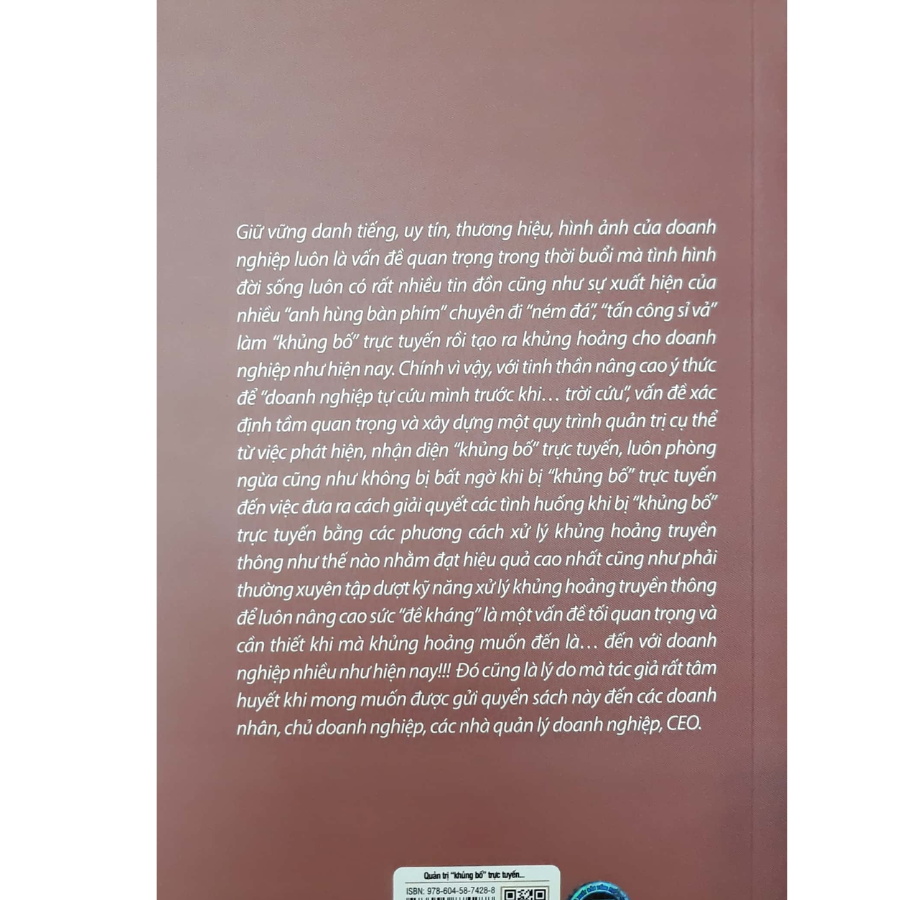 Giữ vững danh tiếng, uy tín, thương hiệu, hình ảnh của doanh
nghiệp luôn là vấn đề quan trọng trong thời buổi mà tình hình
đời sống luôn có rất nhiều tin đồn cũng như sự xuất hiện của
nhiều “anh hùng bàn phím” chuyên đi “ném đá”, “tấn công sỉ vả”
làm “khủng bố” trực tuyến rồi tạo ra khủng hoảng cho doanh
nghiệp như hiện nay. Chính vì vậy, với tinh thần nâng cao ý thức
để “doanh nghiệp tự cứu mình trước khi… trời cứu”, vấn đề xác
định tầm quan trọng và xây dựng một quy trình quản trị cụ thể
từ việc phát hiện, nhận diện “khủng bố” trực tuyến, luôn phòng
ngừa cũng như không bị bất ngờ khi bị “khủng bố” trực tuyến
đến việc đưa ra cách giải quyết các tình huống khi bị “khủng bố”
trực tuyến bằng các phương cách xử lý khủng hoảng truyền
thông như thế nào nhằm đạt hiệu quả cao nhất cũng như phải
thường xuyên tập dượt kỹ năng xử lý khủng hoảng truyền thông
để luôn nâng cao sức “đề kháng” là một vấn đề tối quan trọng và
cần thiết khi mà khủng hoảng muốn đến là… đến với doanh
nghiệp nhiều như hiện nay!!! Đó cũng là lý do mà tác giả rất tâm
huyết khi mong muốn được gửi quyển sách này đến các doanh
nhân, chủ doanh nghiệp, các nhà quản lý doanh nghiệp, CEO.
Quản trị “khủng bố” trực tuyến...
ISBN: 978-604-58-7428-8